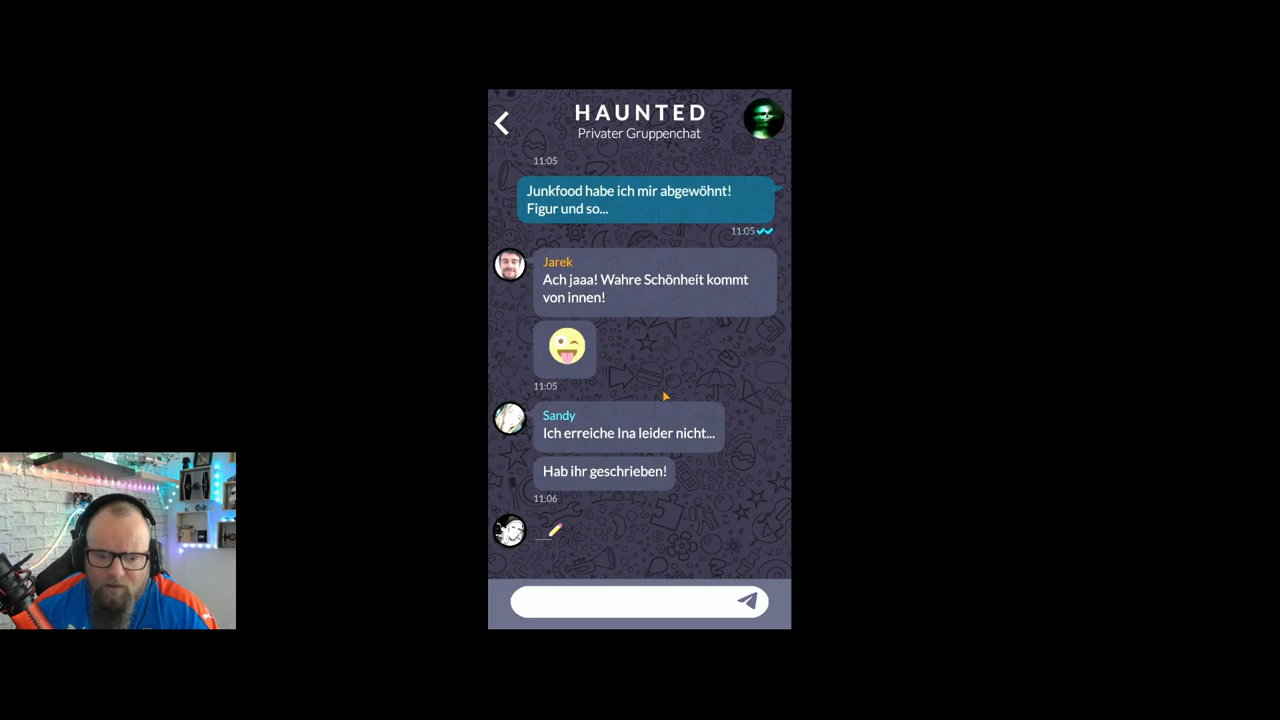 HAUNTED
Privater Gruppenchat
11:05
Junkfood habe ich mir abgewöhnt!
Figur und so...
11:05
Jarek
Ach jaaa! Wahre Schönheit kommt
von innen!
11:05
Sandy
Ich erreiche Ina leider nicht...
Hab ihr geschrieben!
11:06